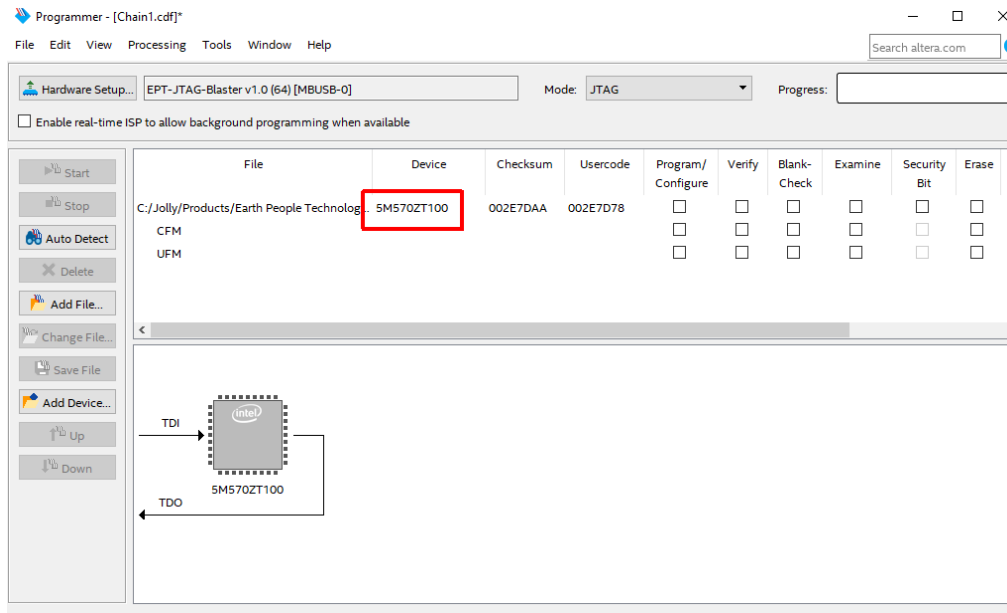 Programmer - [Chain1.cdf]*
File Edit View Processing Tools Window Help
Search altera.com
Hardware Setup... EPT-JTAG-Blaster v1.0 (64) [MBUSB-0] Mode: JTAG Progress:
Enable real-time ISP to allow background programming when available
File Device Checksum Usercode Program/ Configure Verify Blank- Check Examine Security Bit Erase
C:/Jolly/Products/Earth People Technolog... 5M570ZT100 002E7DAA 002E7D78
CFM
UFM
Start
Stop
Auto Detect
Delete
Add File...
Change File...
Save File
Add Device...
Up
Down
TDI
intel
5M570ZT100
TDO